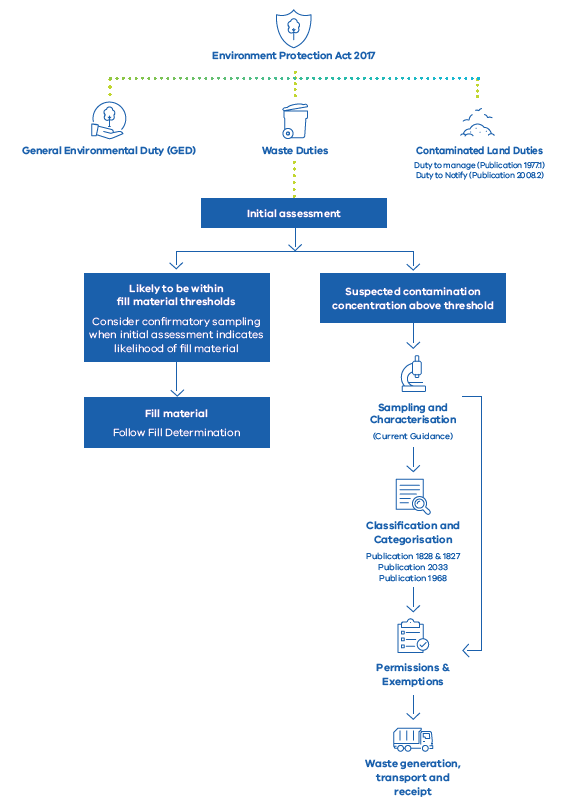 Environment Protection Act 2017
General Environmental Duty (GED)
Waste Duties
Contaminated Land Duties
Duty to manage (Publication 1977.1)
Duty to Notify (Publication 2008.2)
Initial assessment
Likely to be within
fill material thresholds
Consider confirmatory sampling
when initial assessment indicates
likelihood of fill material
Suspected contamination
concentration above threshold
Fill material
Follow Fill Determination
Sampling and
Characterisation
(Current Guidance)
Classification and
Categorisation
Publication 1828 & 1827
Publication 2033
Publication 1968
Permissions &
Exemptions
Waste generation,
transport and
receipt